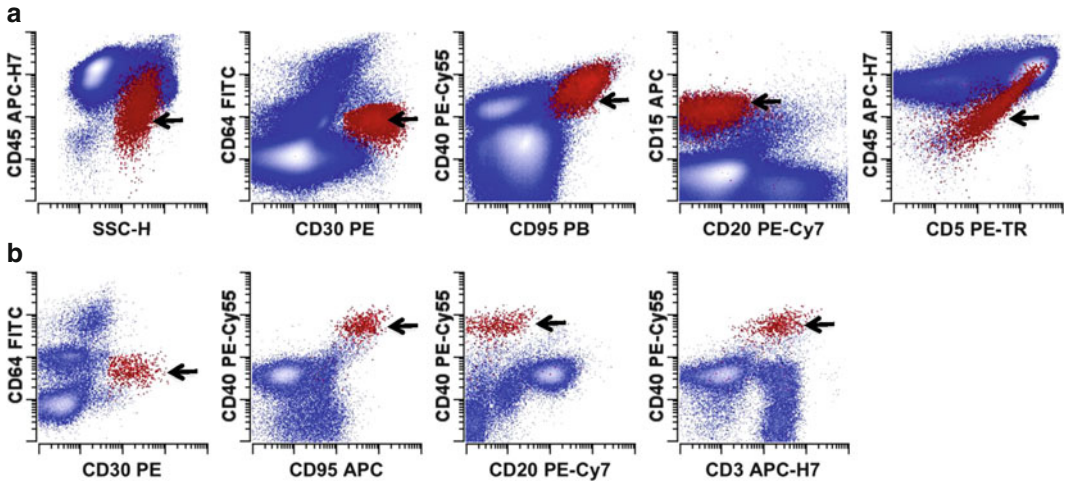 a
CD45 APC-H7
SSC-H
CD64 FITC
CD30 PE
CD40 PE-Cy55
CD95 PB
CD15 APC
CD20 PE-Cy7
CD45 APC-H7
CD5 PE-TR
b
CD64 FITC
CD30 PE
CD40 PE-Cy55
CD95 APC
CD40 PE-Cy55
CD20 PE-Cy7
CD40 PE-Cy55
CD3 APC-H7